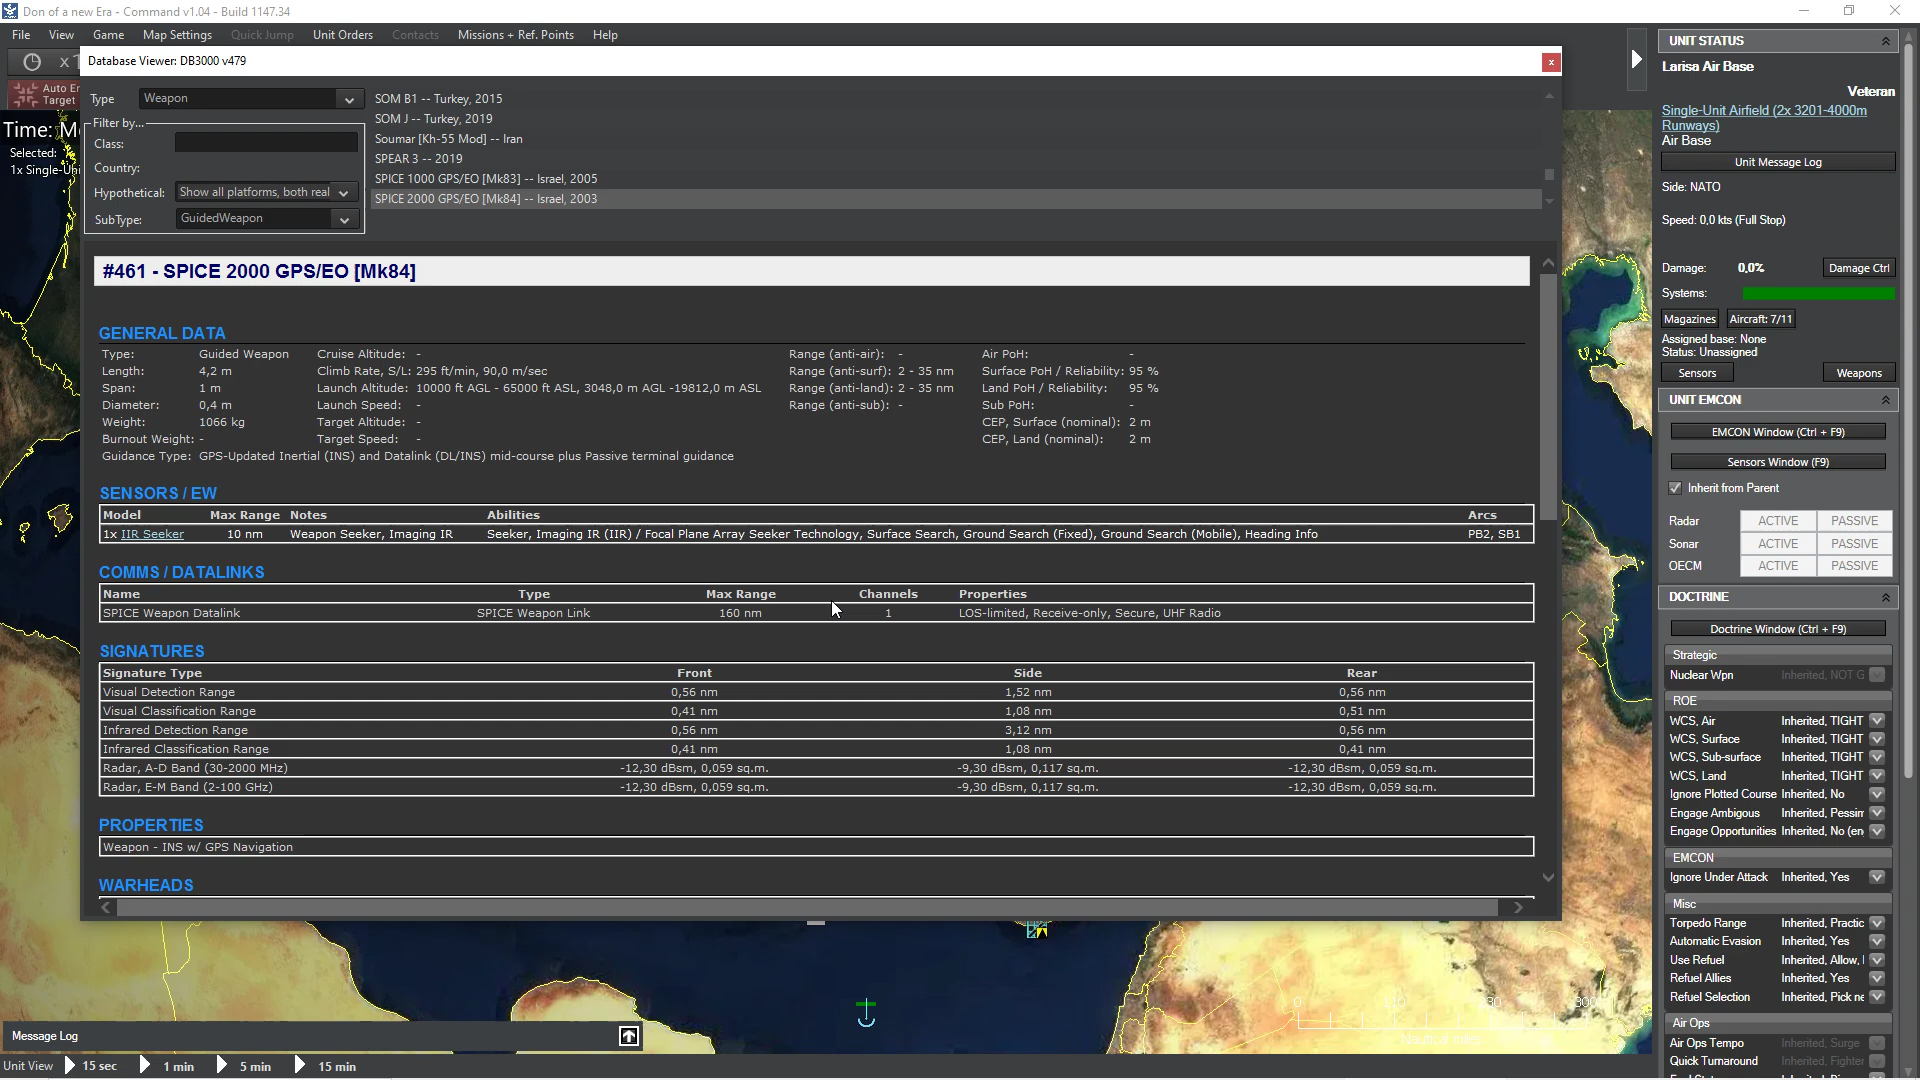 Don of a new Era - Command v1.04 - Build 1147.34
File View Game Map Settings Quick Jump Unit Orders Contacts Missions + Ref. Points Help
Database Viewer: DB3000 v479
Auto
Target
Time:
Selected:
Type Weapon
Filter by...
Class:
Country:
Hypothetical: Show all platforms, both real
SubType: GuidedWeapon
SOM B1 -- Turkey, 2015
SOM J -- Turkey, 2019
Soumar [Kh-55 Mod] -- Iran
SPEAR 3 -- 2019
SPICE 1000 GPS/EO [Mk83] -- Israel, 2005
SPICE 2000 GPS/EO [Mk84] -- Israel, 2003
#461 - SPICE 2000 GPS/EO [Mk84]
GENERAL DATA
Type: Guided Weapon Cruise Altitude: - Range (anti-air): - Air PoH: -
Length: 4,2 m Climb Rate, S/L: 295 ft/min, 90,0 m/sec Range (anti-surf): 2 - 35 nm Surface PoH / Reliability: 95 %
Span: 1 m Launch Altitude: 10000 ft AGL - 65000 ft ASL, 3048,0 m AGL -19812,0 m ASL Range (anti-land): 2 - 35 nm Land PoH / Reliability: 95 %
Diameter: 0,4 m Launch Speed: - Range (anti-sub): - Sub PoH: -
Weight: 1066 kg Target Altitude: - CEP, Surface (nominal): 2 m
Burnout Weight: - Target Speed: - CEP, Land (nominal): 2 m
Guidance Type: GPS-Updated Inertial (INS) and Datalink (DL/INS) mid-course plus Passive terminal guidance
SENSORS / EW
Model Max Range Notes Abilities Arcs
1x IIR Seeker 10 nm Weapon Seeker, Imaging IR Seeker, Imaging IR (IIR) / Focal Plane Array Seeker Technology, Surface Search, Ground Search (Fixed), Ground Search (Mobile), Heading Info PB2, SB1
COMMS / DATALINKS
Name Type Max Range Channels Properties
SPICE Weapon Datalink SPICE Weapon Link 160 nm 1 LOS-limited, Receive-only, Secure, UHF Radio
SIGNATURES
Signature Type Front Side Rear
Visual Detection Range 0,56 nm 1,52 nm 0,56 nm
Visual Classification Range 0,41 nm 1,08 nm 0,51 nm
Infrared Detection Range 0,56 nm 3,12 nm 0,56 nm
Infrared Classification Range 0,41 nm 1,08 nm 0,41 nm
Radar, A-D Band (30-2000 MHz) -12,30 dBsm, 0,059 sq.m. -9,30 dBsm, 0,117 sq.m. -12,30 dBsm, 0,059 sq.m.
Radar, E-M Band (2-100 GHz) -12,30 dBsm, 0,059 sq.m. -9,30 dBsm, 0,117 sq.m. -12,30 dBsm, 0,059 sq.m.
PROPERTIES
Weapon - INS w/ GPS Navigation
WARHEADS
Message Log
Unit View 15 sec 1 min 5 min 15 min
UNIT STATUS
Larisa Air Base
Veteran
Single-Unit Airfield (2x 3201-4000m
Runways)
Air Base
Unit Message Log
Side: NATO
Speed: 0,0 kts (Full Stop)
Damage: 0,0% Damage Ctrl
Systems:
Magazines Aircraft: 7/11
Assigned base: None
Status: Unassigned
Sensors Weapons
UNIT EMCON
EMCON Window (Ctrl + F9)
Sensors Window (F9)
Inherit from Parent
Radar ACTIVE PASSIVE
Sonar ACTIVE PASSIVE
OECM ACTIVE PASSIVE
DOCTRINE
Doctrine Window (Ctrl + F9)
Strategic
Nuclear Wpn Inherited, NOT G
ROE
WCS, Air Inherited, TIGHT
WCS, Surface Inherited, TIGHT
WCS, Sub-surface Inherited, TIGHT
WCS, Land Inherited, TIGHT
Ignore Plotted Course Inherited, No
Engage Ambigous Inherited, Pessim
Engage Opportunities Inherited, No (en
EMCON
Ignore Under Attack Inherited, Yes
Misc
Torpedo Range Inherited, Practic
Automatic Evasion Inherited, Yes
Use Refuel Inherited, Allow,
Refuel Allies Inherited, Yes
Refuel Selection Inherited, Pick ne
Air Ops
Air Ops Tempo Inherited, Surge
Quick Turnaround Inherited, Fighter